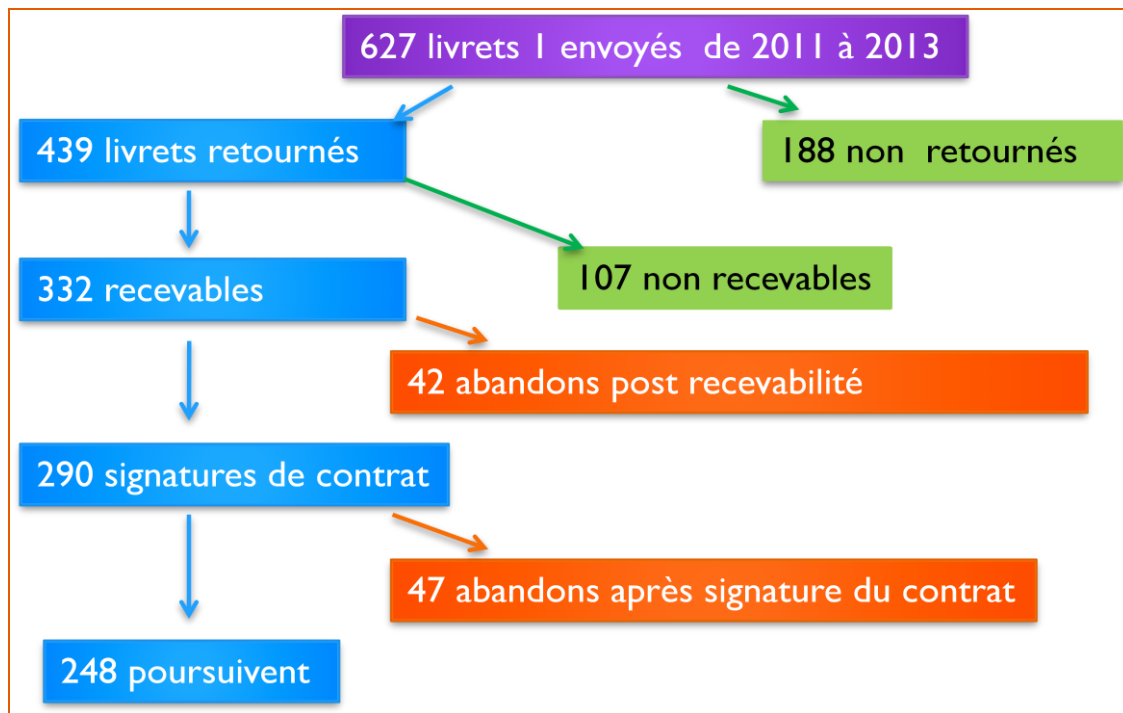 627 livrets 1 envoyés de 2011 à 2013
439 livrets retournés
188 non retournés
332 recevables
107 non recevables
42 abandons post recevabilité
290 signatures de contrat
47 abandons après signature du contrat
248 poursuivent